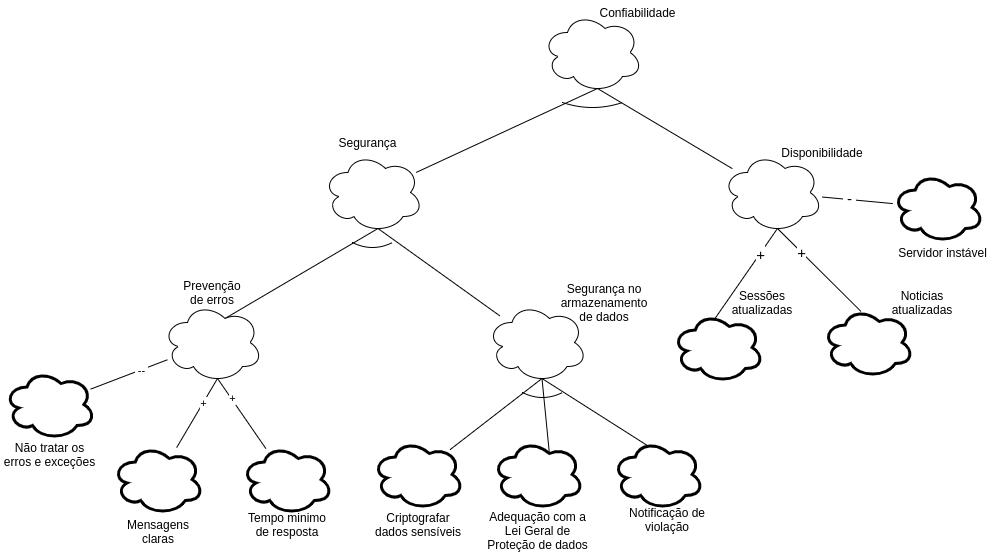 Confiabilidade
Segurança
Disponibilidade
-
Servidor instável
+
+
Prevenção
de erros
Segurança no
armazenamento
de dados
Sessões
atualizadas
Noticias
atualizadas
--
+
+
Não tratar os
erros e exceções
Mensagens
claras
Tempo minimo
de resposta
Criptografar
dados sensíveis
Adequação com a
Lei Geral de
Proteção de dados
Notificação de
violação